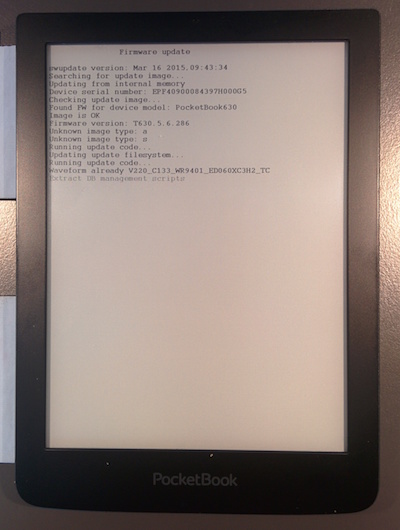 Firmware update
swupdate version: Mar 16 2015.09:43:34
Searching for update image...
Updating from internal memory
Device serial number: EPF40900084397H000G5
Checking update image...
Found FW for device model: PocketBook630
Image is OK
Firmware version: T630.5.6.286
Unknown image type: a
Unknown image type: s
Running update code...
Updating update filesystem...
Running update code...
Waveform already V220_C133_WR9401_ED060XC3H2_TC
Extract DB management scripts
PocketBook